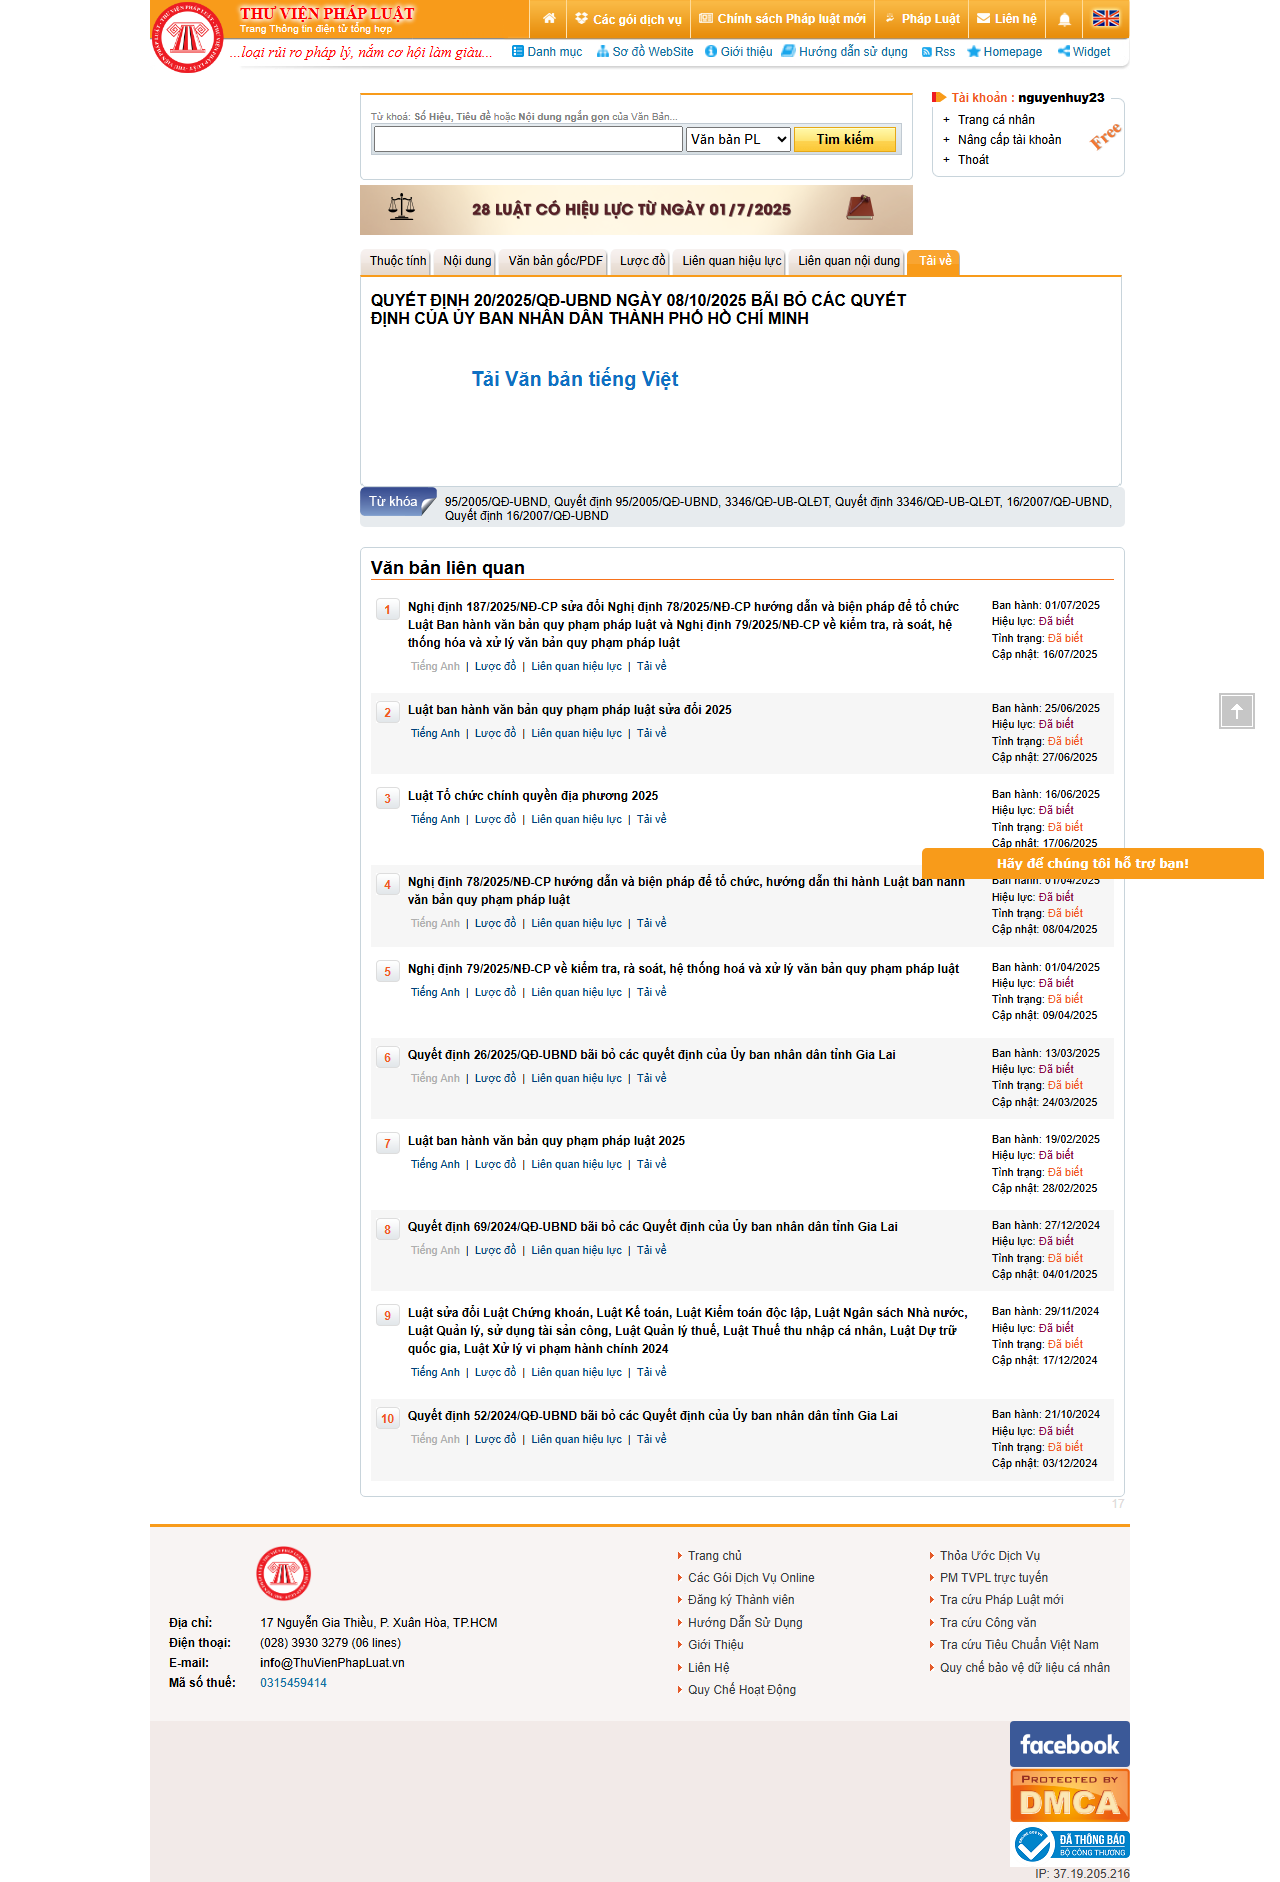 THƯ VIỆN PHÁP LUẬT
Trang Thông tin điện tử tổng hợp
Các gói dịch vụ
Chính sách Pháp luật mới
Pháp Luật
Liên hệ
...loại rủi ro pháp lý, nắm cơ hội làm giàu...
Danh mục
Sơ đồ WebSite
Giới thiệu
Hướng dẫn sử dụng
Rss
Homepage
Widget
Từ khoá: Số Hiệu, Tiêu đề hoặc Nội dung ngắn gọn của Văn Bản...
Văn bản PL
Tìm kiếm
Tài khoản : nguyenhuy23
+ Trang cá nhân
+ Nâng cấp tài khoản
+ Thoát
Free
28 LUẬT CÓ HIỆU LỰC TỪ NGÀY 01/7/2025
Thuộc tính
Nội dung
Văn bản gốc/PDF
Lược đồ
Liên quan hiệu lực
Liên quan nội dung
Tải về
QUYẾT ĐỊNH 20/2025/QĐ-UBND NGÀY 08/10/2025 BÃI BỎ CÁC QUYẾT
ĐỊNH CỦA ỦY BAN NHÂN DÂN THÀNH PHỐ HỒ CHÍ MINH
Tải Văn bản tiếng Việt
Từ khóa
95/2005/QĐ-UBND, Quyết định 95/2005/QĐ-UBND, 3346/QĐ-UB-QLĐT, Quyết định 3346/QĐ-UB-QLĐT, 16/2007/QĐ-UBND,
Quyết định 16/2007/QĐ-UBND
Văn bản liên quan
1
Nghị định 187/2025/NĐ-CP sửa đổi Nghị định 78/2025/NĐ-CP hướng dẫn và biện pháp để tổ chức
Luật Ban hành văn bản quy phạm pháp luật và Nghị định 79/2025/NĐ-CP về kiểm tra, rà soát, hệ
thống hóa và xử lý văn bản quy phạm pháp luật
Tiếng Anh | Lược đồ | Liên quan hiệu lực | Tải về
Ban hành: 01/07/2025
Hiệu lực: Đã biết
Tình trạng: Đã biết
Cập nhật: 16/07/2025
2
Luật ban hành văn bản quy phạm pháp luật sửa đổi 2025
Tiếng Anh | Lược đồ | Liên quan hiệu lực | Tải về
Ban hành: 25/06/2025
Hiệu lực: Đã biết
Tình trạng: Đã biết
Cập nhật: 27/06/2025
3
Luật Tổ chức chính quyền địa phương 2025
Tiếng Anh | Lược đồ | Liên quan hiệu lực | Tải về
Ban hành: 16/06/2025
Hiệu lực: Đã biết
Tình trạng: Đã biết
Cập nhật: 17/06/2025
Hãy để chúng tôi hỗ trợ bạn!
4
Nghị định 78/2025/NĐ-CP hướng dẫn và biện pháp để tổ chức, hướng dẫn thi hành Luật ban hành
văn bản quy phạm pháp luật
Tiếng Anh | Lược đồ | Liên quan hiệu lực | Tải về
Ban hành: 01/04/2025
Hiệu lực: Đã biết
Tình trạng: Đã biết
Cập nhật: 08/04/2025
5
Nghị định 79/2025/NĐ-CP về kiểm tra, rà soát, hệ thống hoá và xử lý văn bản quy phạm pháp luật
Tiếng Anh | Lược đồ | Liên quan hiệu lực | Tải về
Ban hành: 01/04/2025
Hiệu lực: Đã biết
Tình trạng: Đã biết
Cập nhật: 09/04/2025
6
Quyết định 26/2025/QĐ-UBND bãi bỏ các quyết định của Ủy ban nhân dân tỉnh Gia Lai
Tiếng Anh | Lược đồ | Liên quan hiệu lực | Tải về
Ban hành: 13/03/2025
Hiệu lực: Đã biết
Tình trạng: Đã biết
Cập nhật: 24/03/2025
7
Luật ban hành văn bản quy phạm pháp luật 2025
Tiếng Anh | Lược đồ | Liên quan hiệu lực | Tải về
Ban hành: 19/02/2025
Hiệu lực: Đã biết
Tình trạng: Đã biết
Cập nhật: 28/02/2025
8
Quyết định 69/2024/QĐ-UBND bãi bỏ các Quyết định của Ủy ban nhân dân tỉnh Gia Lai
Tiếng Anh | Lược đồ | Liên quan hiệu lực | Tải về
Ban hành: 27/12/2024
Hiệu lực: Đã biết
Tình trạng: Đã biết
Cập nhật: 04/01/2025
9
Luật sửa đổi Luật Chứng khoán, Luật Kế toán, Luật Kiểm toán độc lập, Luật Ngân sách Nhà nước,
Luật Quản lý, sử dụng tài sản công, Luật Quản lý thuế, Luật Thuế thu nhập cá nhân, Luật Dự trữ
quốc gia, Luật Xử lý vi phạm hành chính 2024
Tiếng Anh | Lược đồ | Liên quan hiệu lực | Tải về
Ban hành: 29/11/2024
Hiệu lực: Đã biết
Tình trạng: Đã biết
Cập nhật: 17/12/2024
10
Quyết định 52/2024/QĐ-UBND bãi bỏ các Quyết định của Ủy ban nhân dân tỉnh Gia Lai
Tiếng Anh | Lược đồ | Liên quan hiệu lực | Tải về
Ban hành: 21/10/2024
Hiệu lực: Đã biết
Tình trạng: Đã biết
Cập nhật: 03/12/2024
17
Địa chỉ: 17 Nguyễn Gia Thiều, P. Xuân Hòa, TP.HCM
Điện thoại: (028) 3930 3279 (06 lines)
E-mail: info@ThuVienPhapLuat.vn
Mã số thuế: 0315459414
Trang chủ
Các Gói Dịch Vụ Online
Đăng ký Thành viên
Hướng Dẫn Sử Dụng
Giới Thiệu
Liên Hệ
Quy Chế Hoạt Động
Thỏa Ước Dịch Vụ
PM TVPL trực tuyến
Tra cứu Pháp Luật mới
Tra cứu Công văn
Tra cứu Tiêu Chuẩn Việt Nam
Quy chế bảo vệ dữ liệu cá nhân
facebook
PROTECTED BY
DMCA
ĐÃ THÔNG BÁO
BỘ CÔNG THƯƠNG
IP: 37.19.205.216